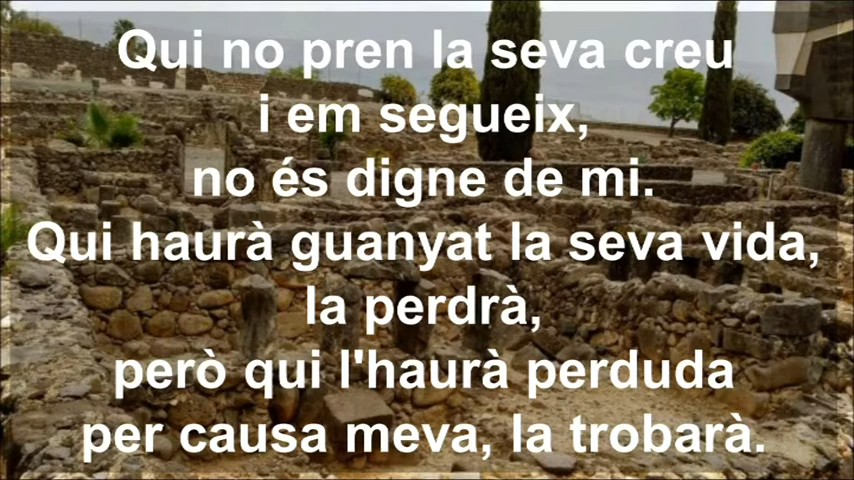 Qui no pren la seva creu
i em segueix,
no és digne de mi.
Qui haurà guanyat la seva vida,
la perdrà,
però qui l'haurà perduda
per causa meva, la trobarà.